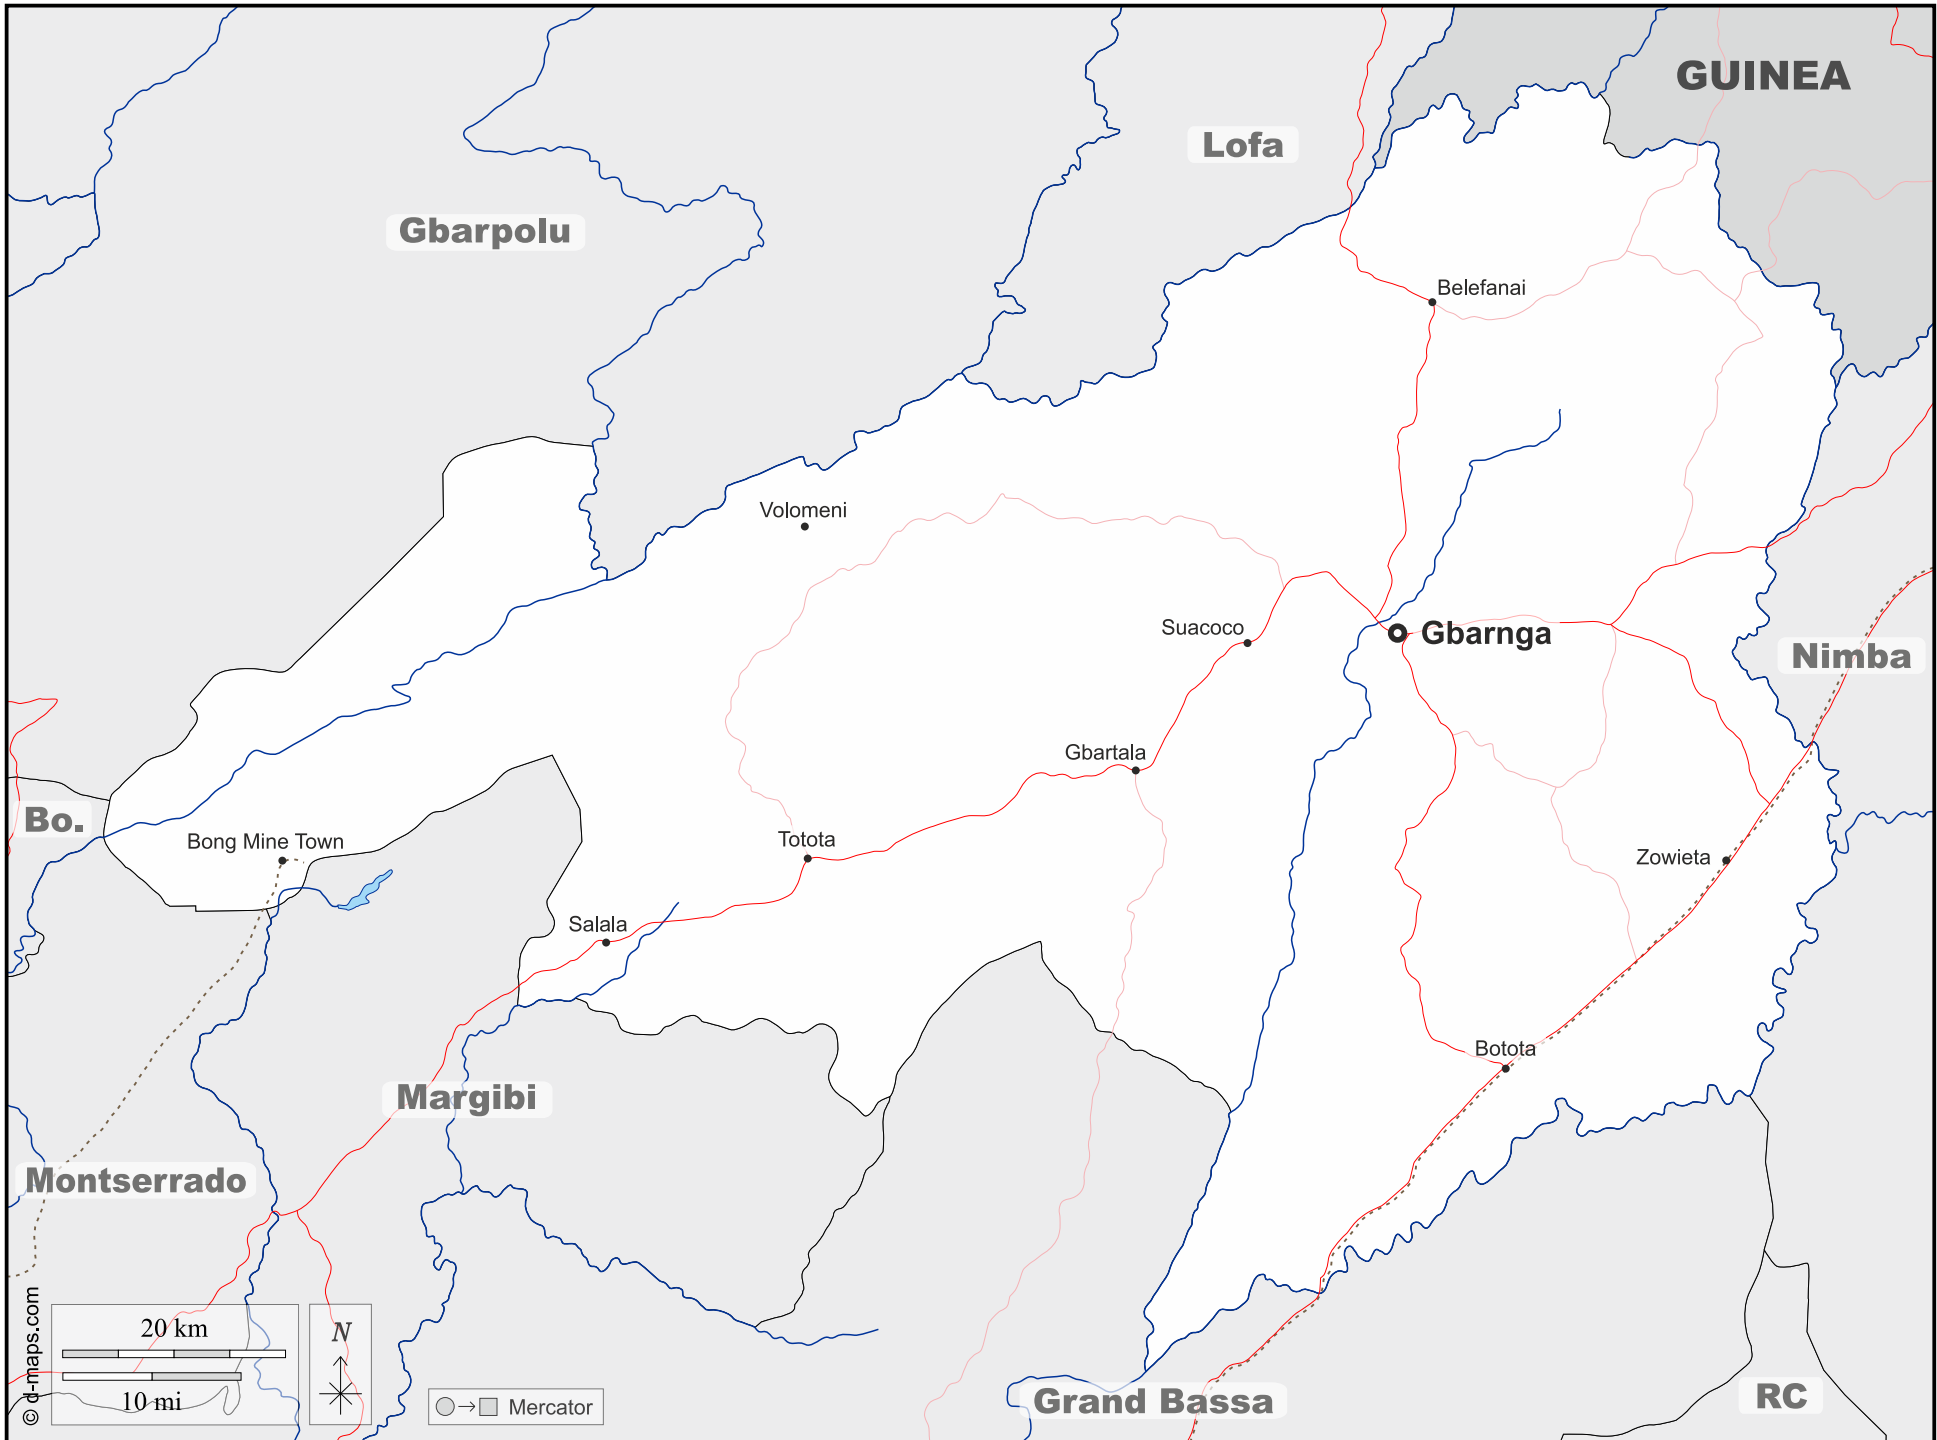 GUINEA
Lofa
Gbarpolu
Belefanai
Volomeni
Suacoco
Gbarnga
Nimba
Gbartala
Bo.
Bong Mine Town
Totota
Zowieta
Salala
Botota
Margibi
Montserrado
© d-maps.com
20 km
10 mi
N
Mercator
Grand Bassa
RC